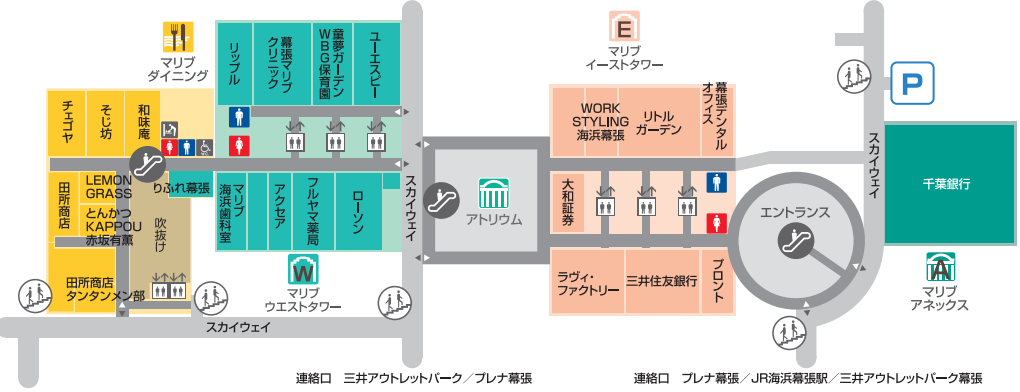 マリブ
ダイニング
チェゴヤ
そじ坊
和味庵
田所商店
LEMON
GRASS
とんかつ
KAPPOU
赤坂有薫
田所商店
タンタンメン部
吹抜け
りふれ幕張
リップル
幕張マリブ
クリニック
童夢ガーデン
WBG保育園
ユーエスピー
マリブ
海浜歯科室
アクセア
フルヤマ薬局
ローソン
W
マリブ
ウエストタワー
スカイウェイ
スカイウェイ
アトリウム
E
マリブ
イーストタワー
WORK
STYLING
海浜幕張
リトル
ガーデン
幕張デンタル
オフィス
大和証券
ラヴィ・
ファクトリー
三井住友銀行
プロント
エントランス
P
スカイウェイ
千葉銀行
A
マリブ
アネックス
連絡口 三井アウトレットパーク／プレナ幕張
連絡口 プレナ幕張／JR海浜幕張駅／三井アウトレットパーク幕張